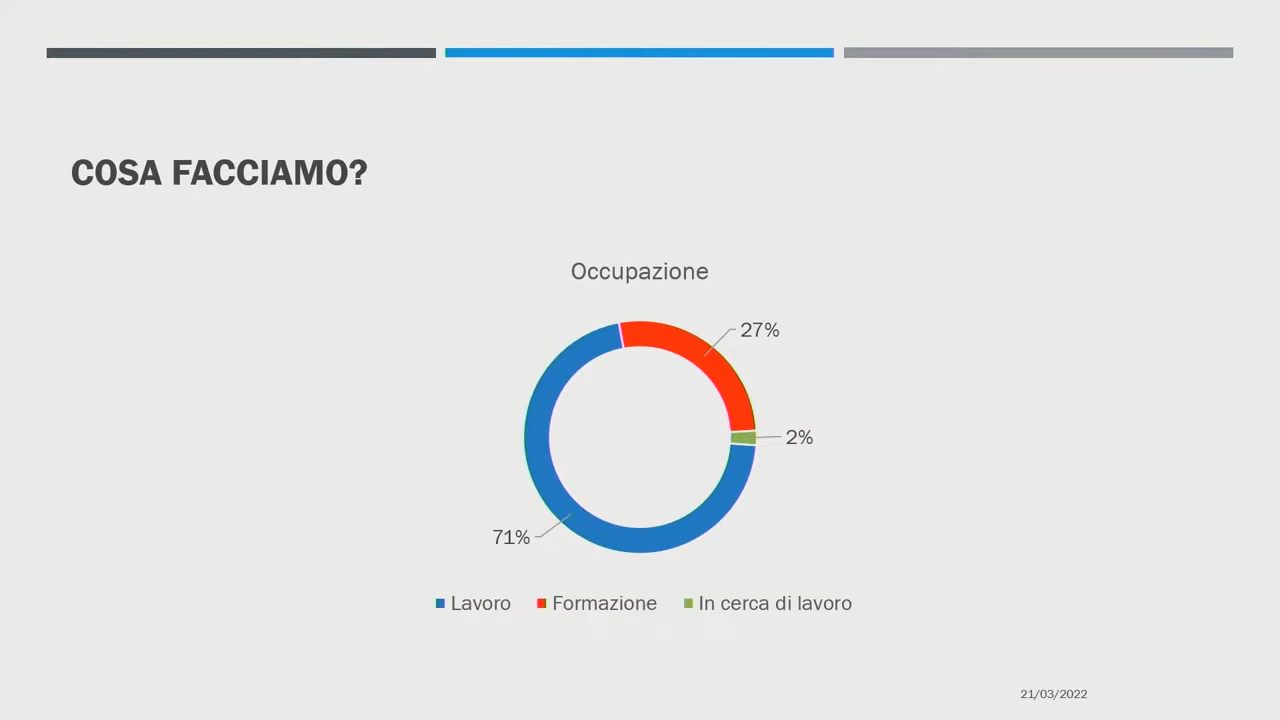 COSA FACCIAMO?
Occupazione
27%
2%
71%
Lavoro Formazione In cerca di lavoro
21/03/2022